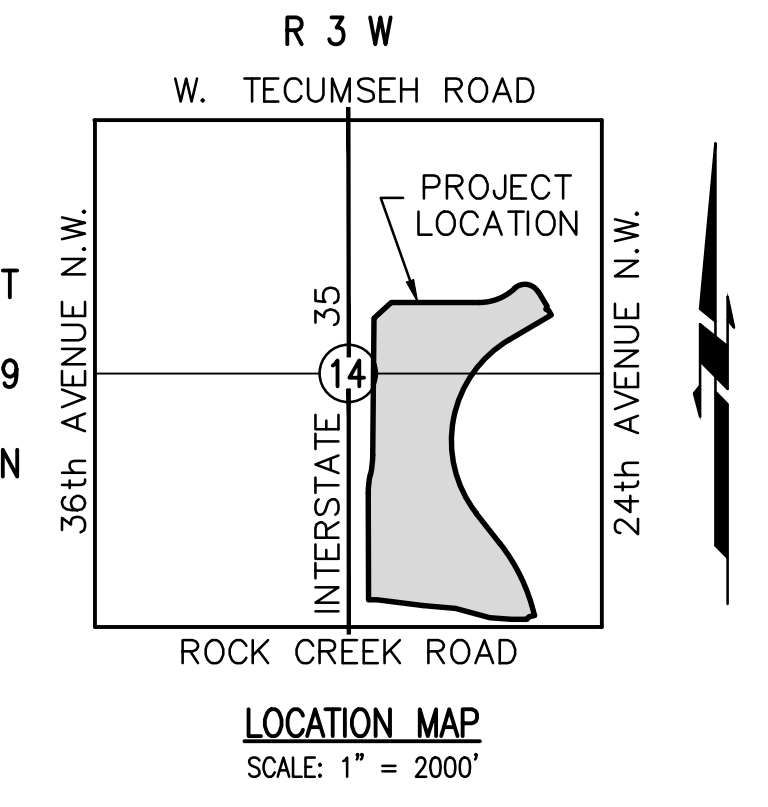 R 3 W
W. TECUMSEH ROAD
PROJECT
LOCATION
36th AVENUE N.W.
T
9
N
INTERSTATE 35
14
24th AVENUE N.W.
ROCK CREEK ROAD
LOCATION MAP
SCALE: 1" = 2000'